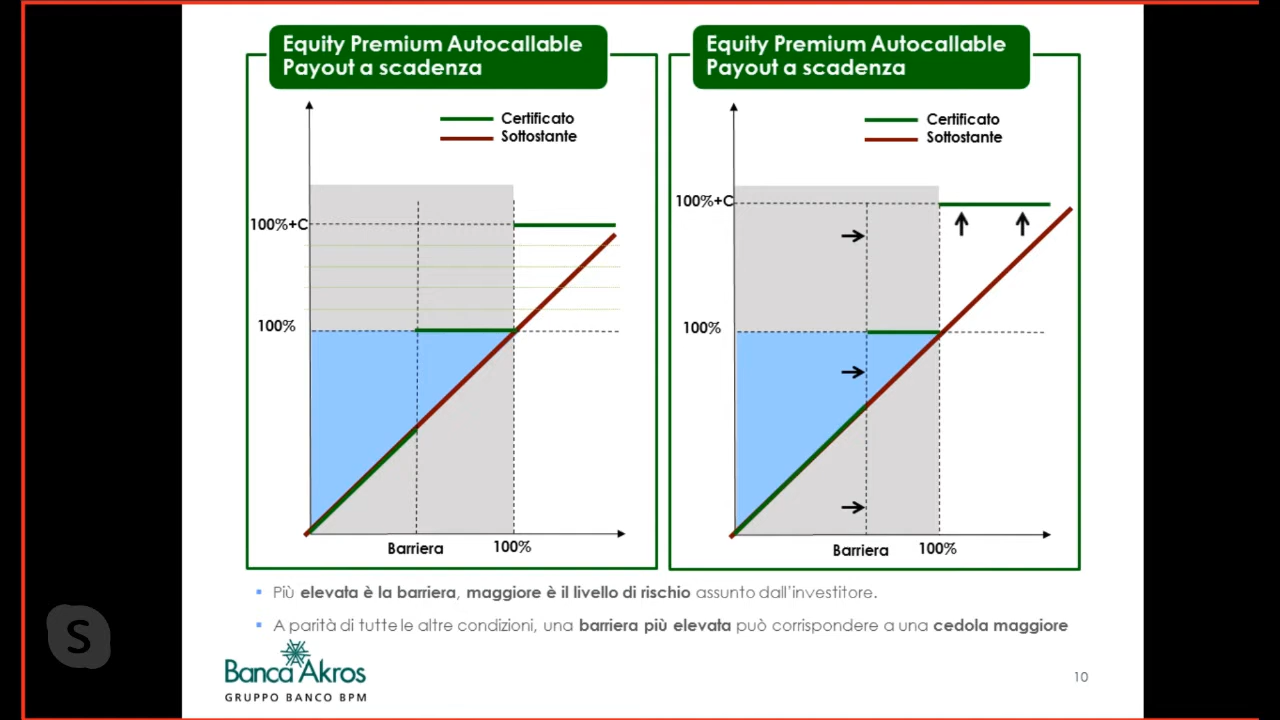 Equity Premium Autocallable
Payout a scadenza
Certificato
Sottostante
100%+C
100%
Barriera
100%
Equity Premium Autocallable
Payout a scadenza
Certificato
Sottostante
100%+C
100%
Barriera
100%
Più elevata è la barriera, maggiore è il livello di rischio assunto dall'investitore.
A parità di tutte le altre condizioni, una barriera più elevata può corrispondere a una cedola maggiore
S
Banca Akros
GRUPPO BANCO BPM
10